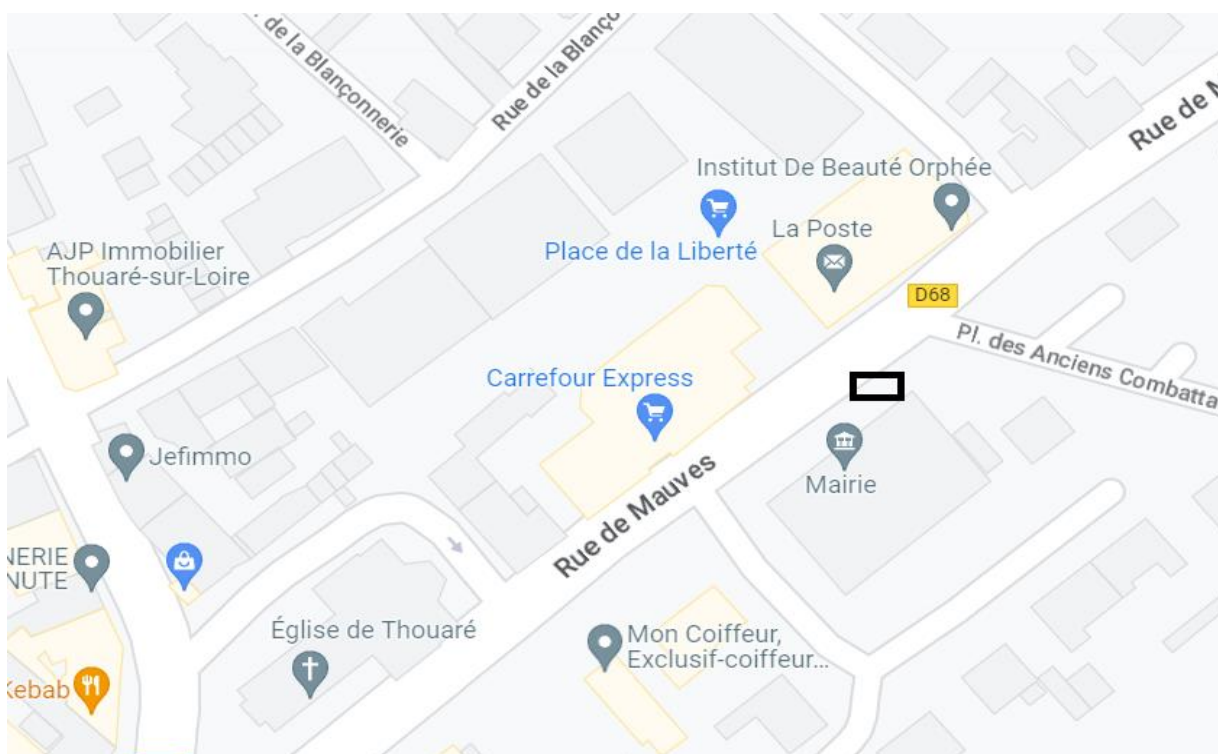 Pl. de la Blançonnerie
Rue de la Blanço
Rue de M
Institut De Beauté Orphée
La Poste
Place de la Liberté
AJP Immobilier
Thouaré-sur-Loire
D68
Pl. des Anciens Combatta
Carrefour Express
Jefimmo
Mairie
Rue de Mauves
NERIE
NUTE
Église de Thouaré
Mon Coiffeur,
Exclusif-coiffeur...
Kebab